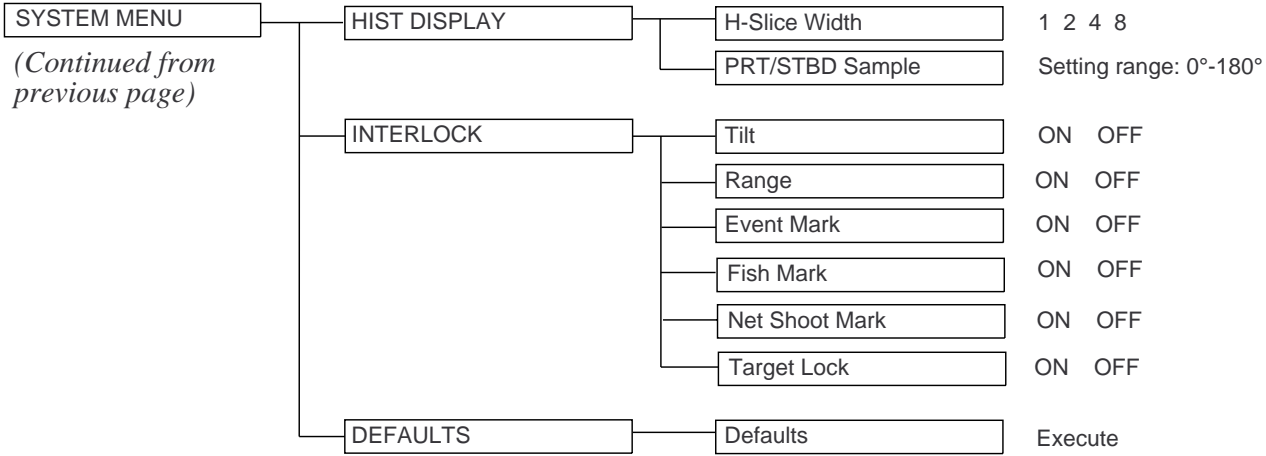 SYSTEM MENU
HIST DISPLAY
H-Slice Width
1 2 4 8
(Continued from
previous page)
PRT/STBD Sample
Setting range: 0°-180°
INTERLOCK
Tilt
ON OFF
Range
ON OFF
Event Mark
ON OFF
Fish Mark
ON OFF
Net Shoot Mark
ON OFF
Target Lock
ON OFF
DEFAULTS
Defaults
Execute